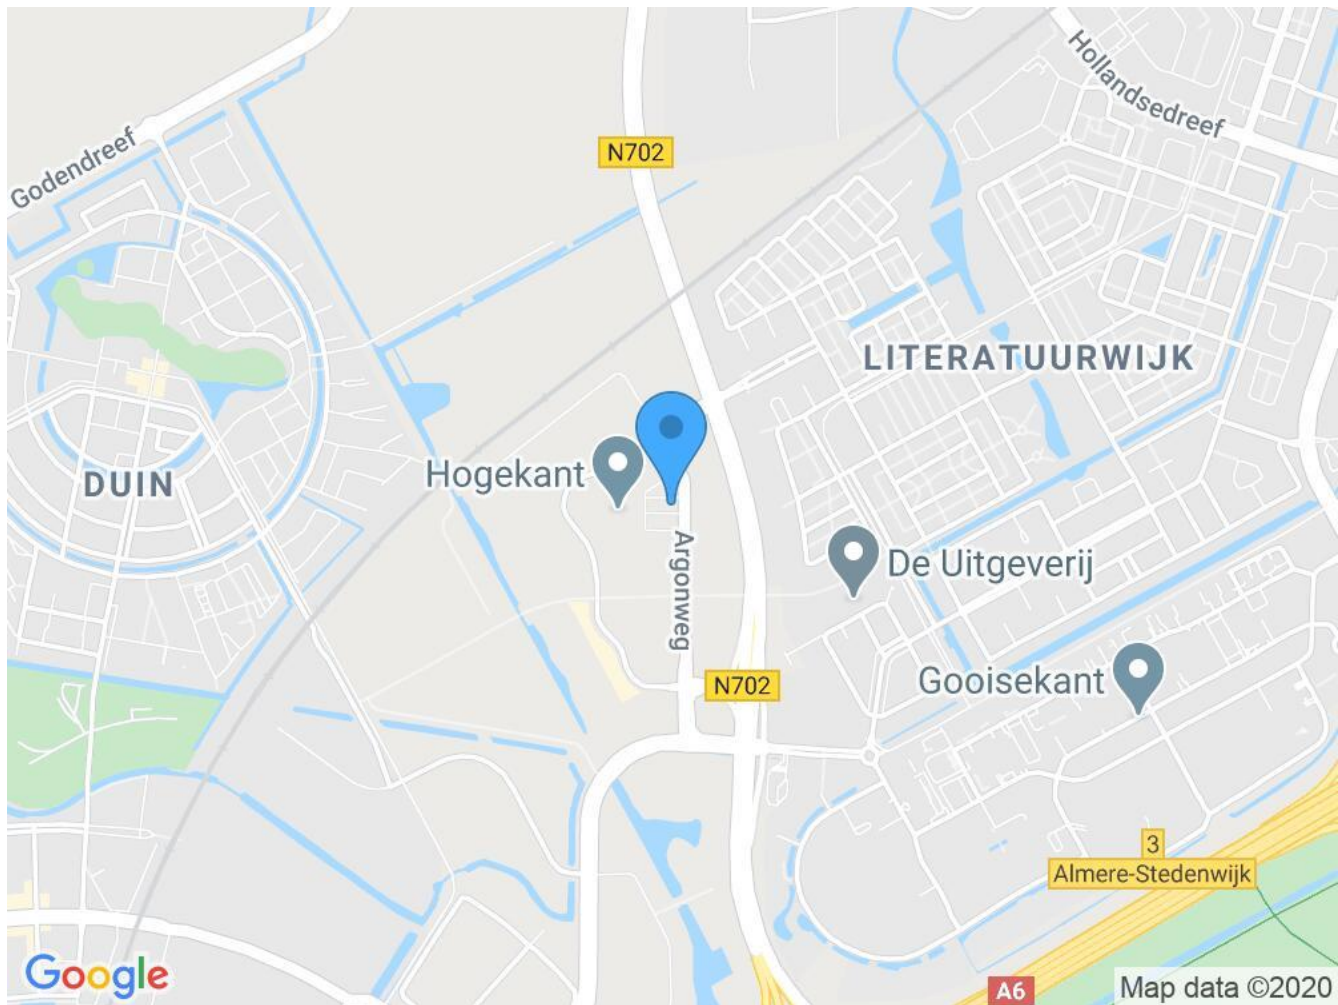 Hollandsedreef
Godendreef
N702
LITERATUURWIJK
DUIN
Hogekant
Argonweg
De Uitgeverij
N702
Gooisekant
3
Almere-Stedenwijk
Google
A6
Map data ©2020